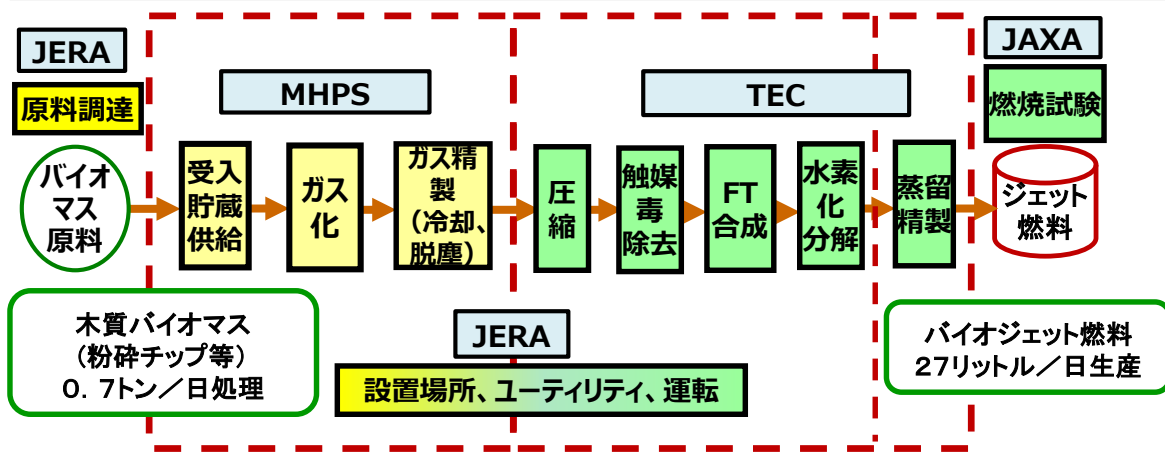 JERA
原料調達
バイオ
マス
原料
MHPS
受入
貯蔵
供給
ガス
化
ガス精
製
(冷却、
脱塵)
TEC
圧
縮
触媒
毒
除去
FT
合成
水素
化
分解
蒸留
精製
JAXA
燃焼試験
ジェット
燃料
木質バイオマス
(粉砕チップ等)
0.7トン/日処理
JERA
設置場所、ユーティリティ、運転
バイオジェット燃料
27リットル/日生産